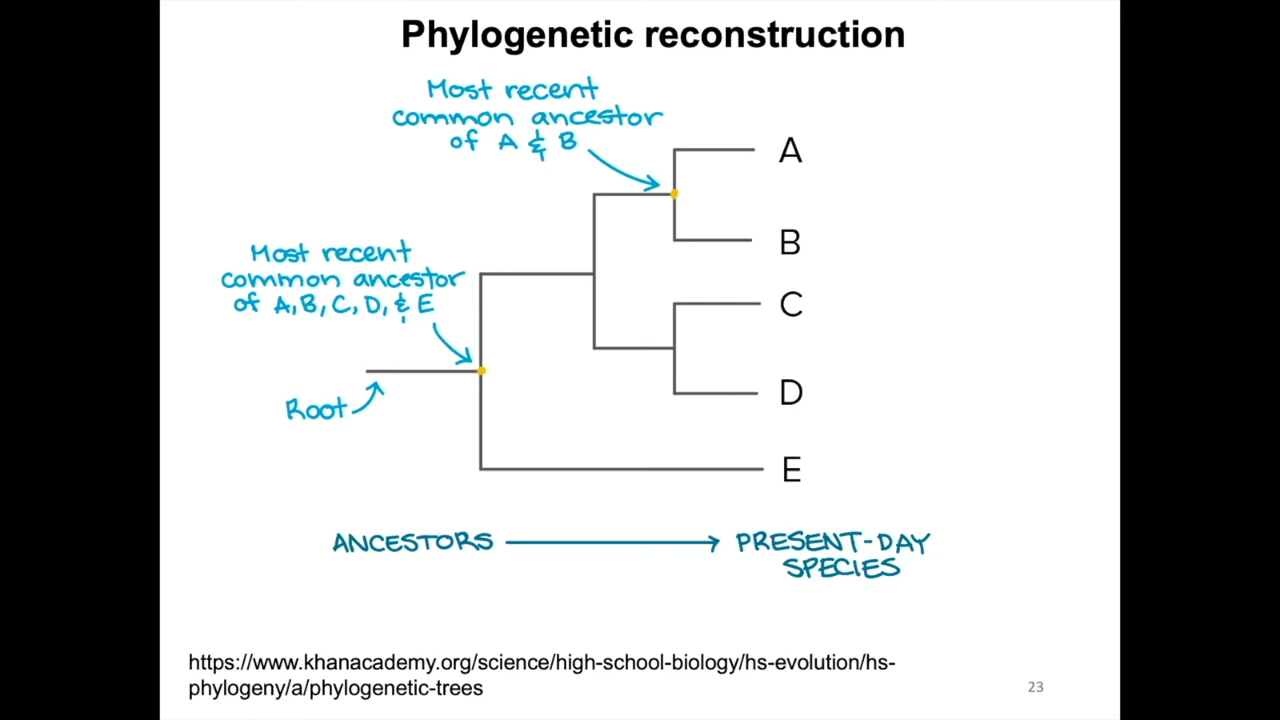 Phylogenetic reconstruction
Most recent
common ancestor
of A & B
A
B
Most recent
common ancestor
of A, B, C, D, & E
C
Root
D
E
ANCESTORS
PRESENT-DAY
SPECIES
https://www.khanacademy.org/science/high-school-biology/hs-evolution/hs-
phylogeny/a/phylogenetic-trees
23